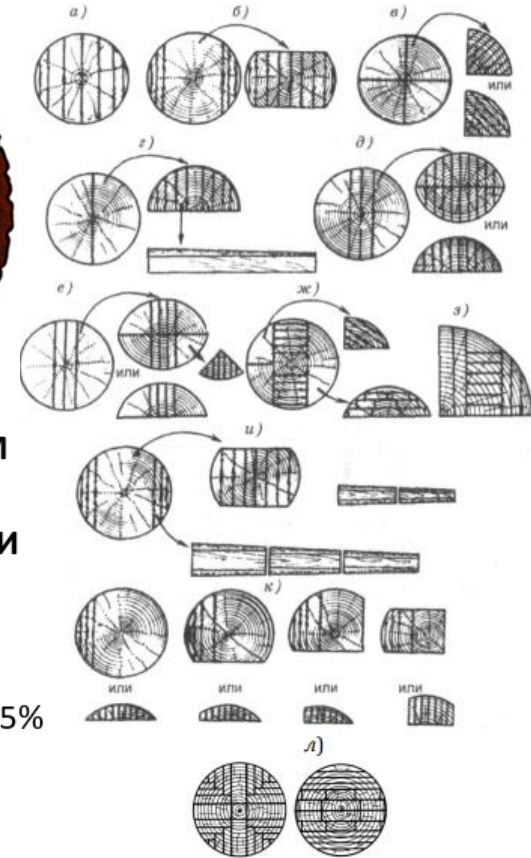 а) б) в)
или
г) д)
или
е) ж) з)
или
и
и)
и
к)
или или или или
5%
л)